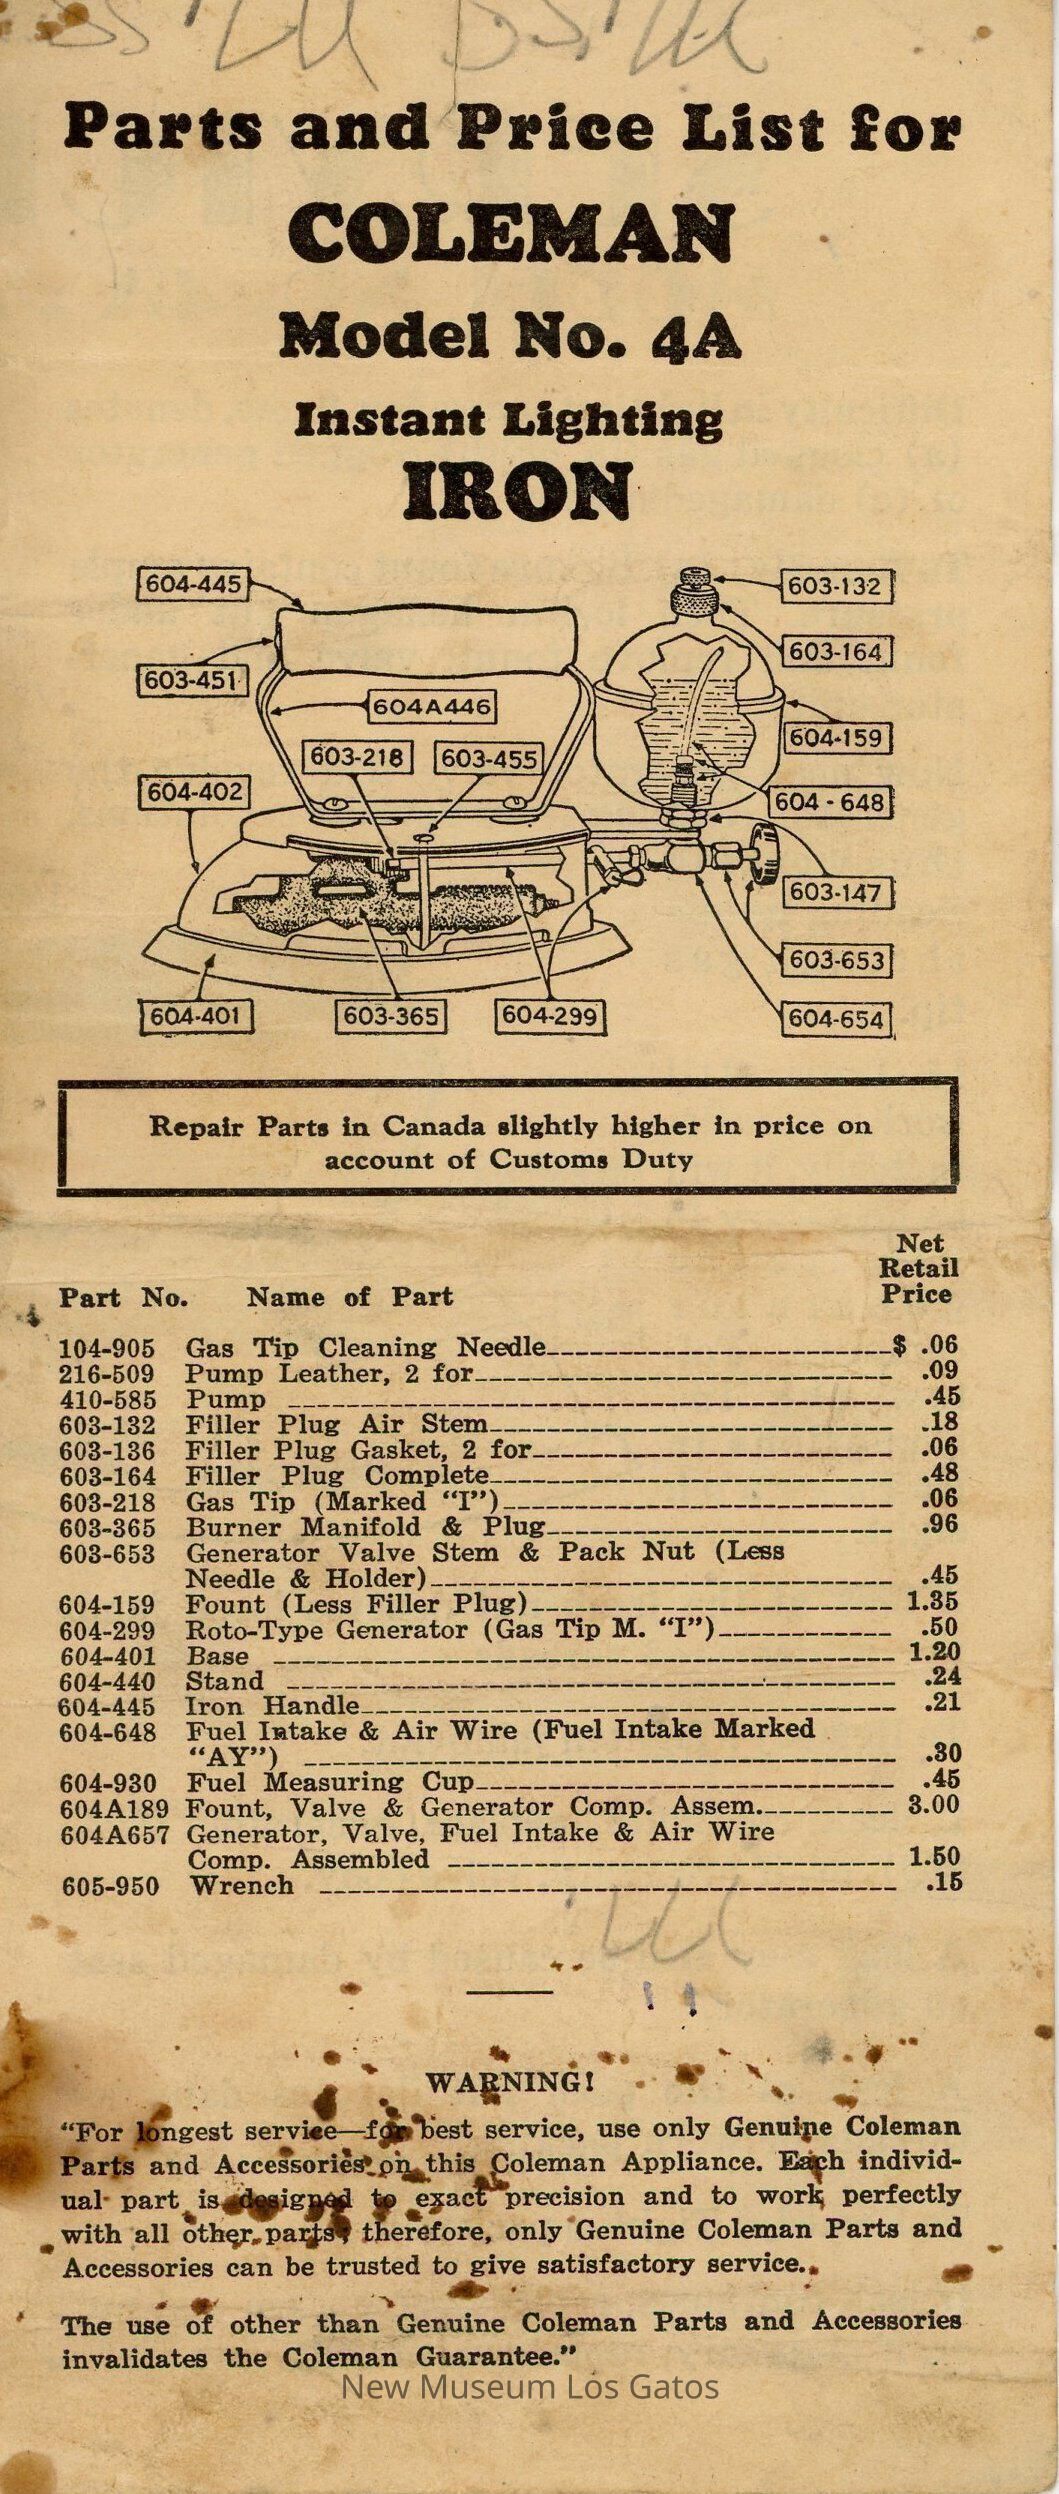 Parts and Price List for
COLEMAN
Model No. 4A
Instant Lighting
IRON
604-445
603-132
603-164
603-451
604A446
603-218
603-455
604-159
604-402
604-648
603-147
603-653
604-401
603-365
604-299
604-654
Repair Parts in Canada slightly higher in price on
account of Customs Duty
Net
Retail
Part No. Name of Part Price
104-905 Gas Tip Cleaning Needle $ .06
216-509 Pump Leather, 2 for .09
410-585 Pump .45
603-132 Filler Plug Air Stem .18
603-136 Filler Plug Gasket, 2 for .06
603-164 Filler Plug Complete .48
603-218 Gas Tip (Marked "I") .06
603-365 Burner Manifold & Plug .96
603-653 Generator Valve Stem & Pack Nut (Less
Needle & Holder) .45
604-159 Fount (Less Filler Plug) 1.35
604-299 Roto-Type Generator (Gas Tip M. "I") .50
604-401 Base 1.20
604-440 Stand .24
604-445 Iron Handle .21
604-648 Fuel Intake & Air Wire (Fuel Intake Marked
"AY") .30
604-930 Fuel Measuring Cup .45
604A189 Fount, Valve & Generator Comp. Assem. 3.00
604A657 Generator, Valve, Fuel Intake & Air Wire
Comp. Assembled 1.50
605-950 Wrench .15
WARNING!
"For longest service—for best service, use only Genuine Coleman
Parts and Accessories on this Coleman Appliance. Each individ-
ual part is designed to exact precision and to work perfectly
with all other parts; therefore, only Genuine Coleman Parts and
Accessories can be trusted to give satisfactory service.
The use of other than Genuine Coleman Parts and Accessories
invalidates the Coleman Guarantee."
New Museum Los Gatos